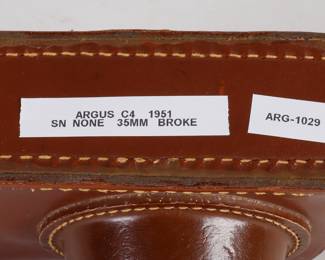 ARGUS C4 1951
SN NONE 35MM BROKE
ARG-1029